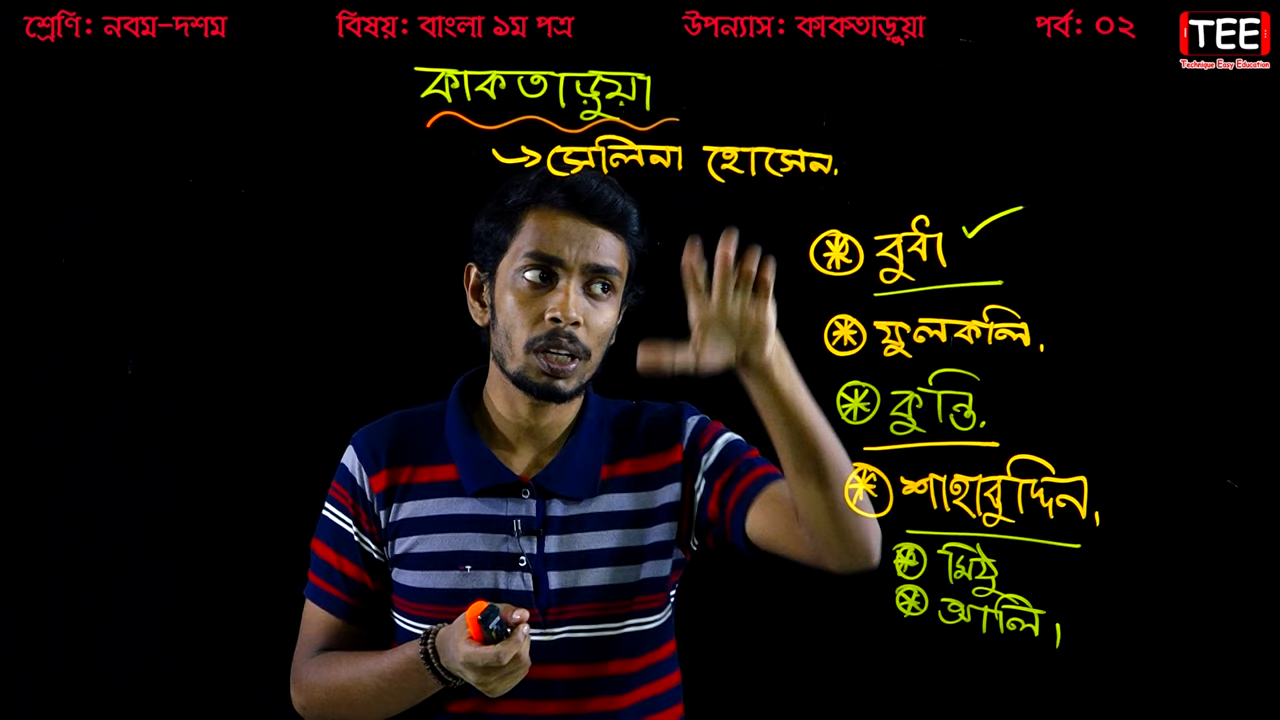 শ্রেণি: নবম-দশম বিষয়: বাংলা ১ম পত্র উপন্যাস: কাকতাড়ুয়া পর্ব: ০২
TEE
Technique Easy Education
কাকতাড়ুয়া
সেলিনা হোসেন.
বুধা
ফুলকলি.
কুন্তি.
শাহাবুদ্দিন,
মিঠু
আলি,